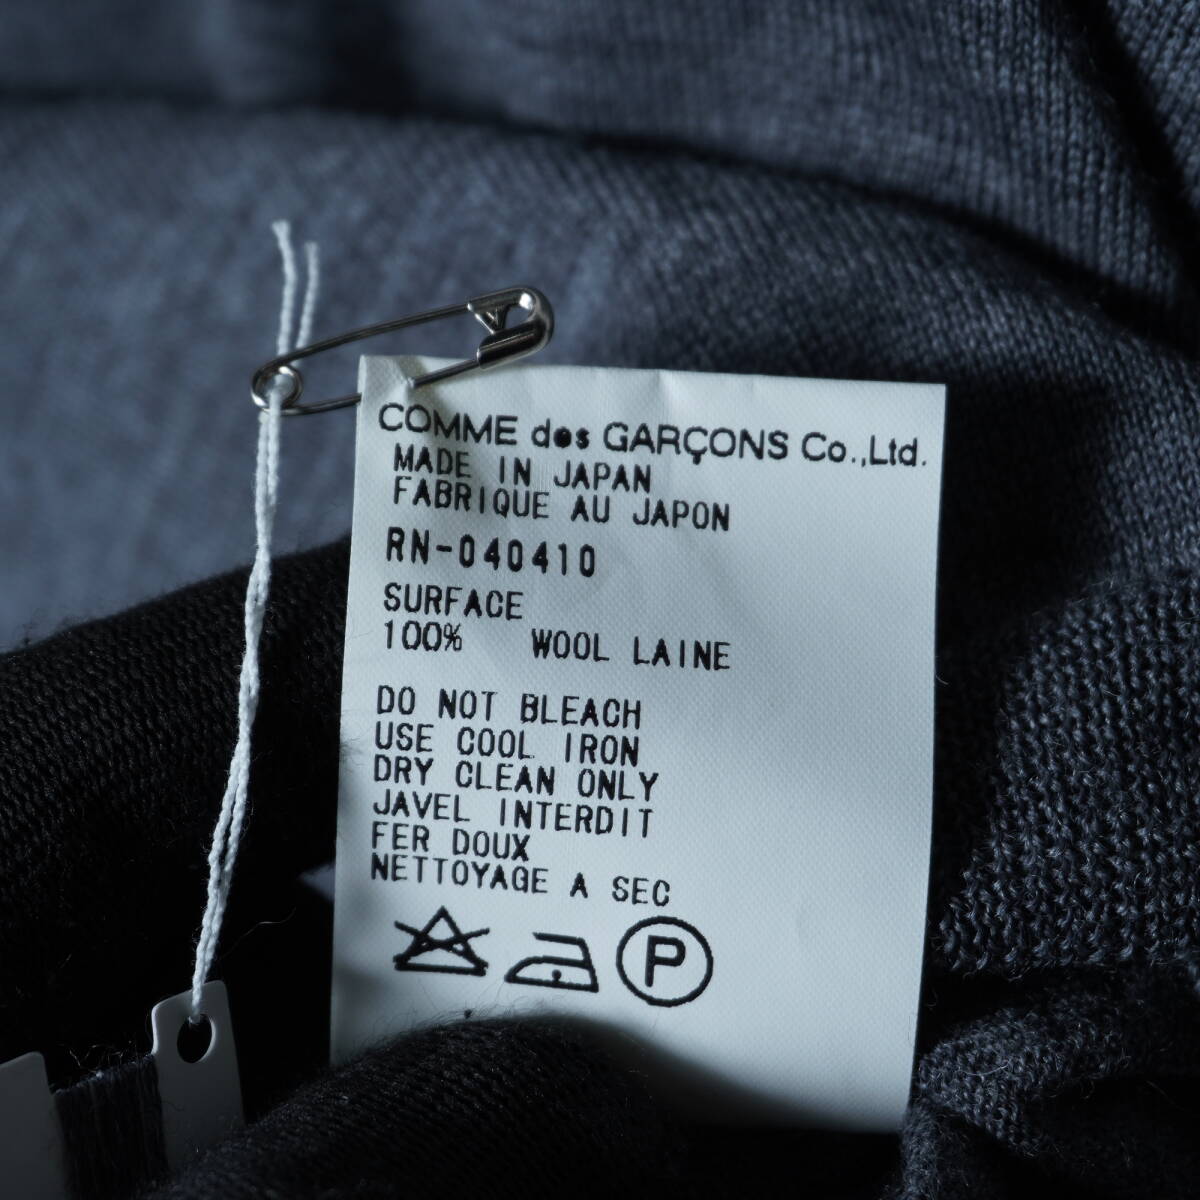 COMME des GARÇONS Co.,Ltd.
MADE IN JAPAN
FABRIQUE AU JAPON
RN-040410
SURFACE
100% WOOL LAINE
DO NOT BLEACH
USE COOL IRON
DRY CLEAN ONLY
JAVEL INTERDIT
FER DOUX
NETTOYAGE A SEC
P